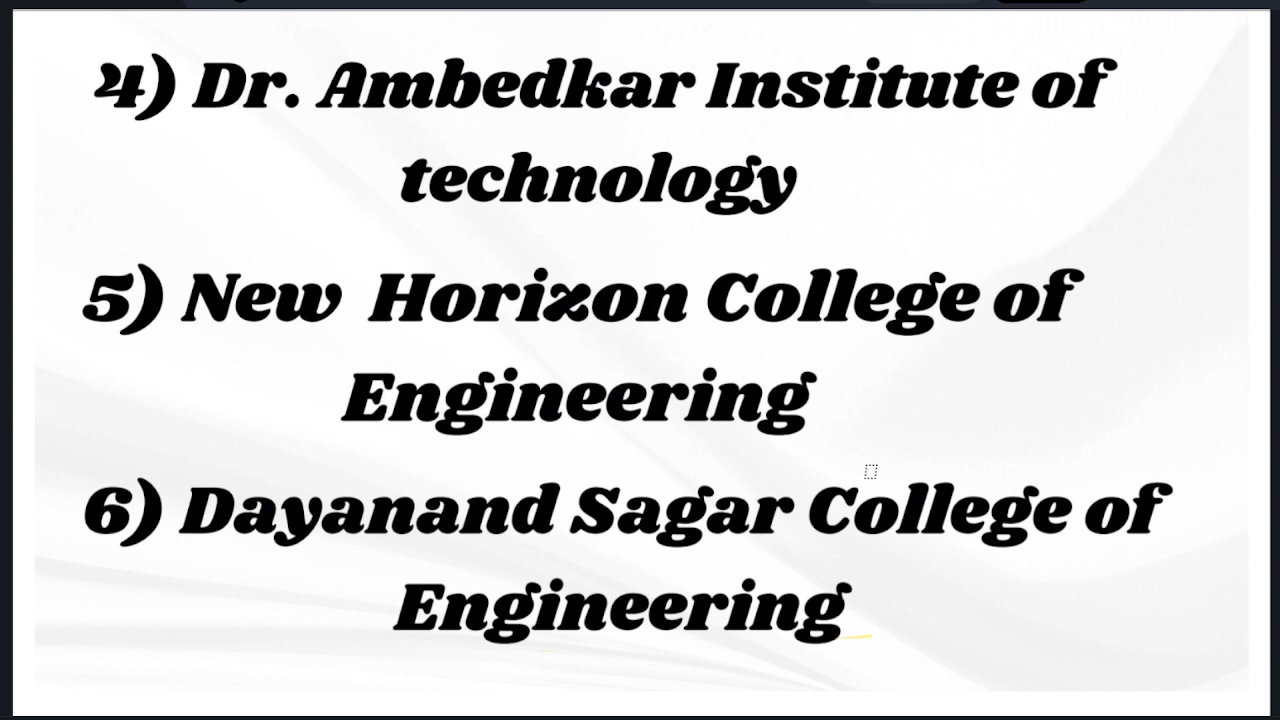 4) Dr. Ambedkar Institute of
technology
5) New Horizon College of
Engineering
6) Dayanand Sagar College of
Engineering